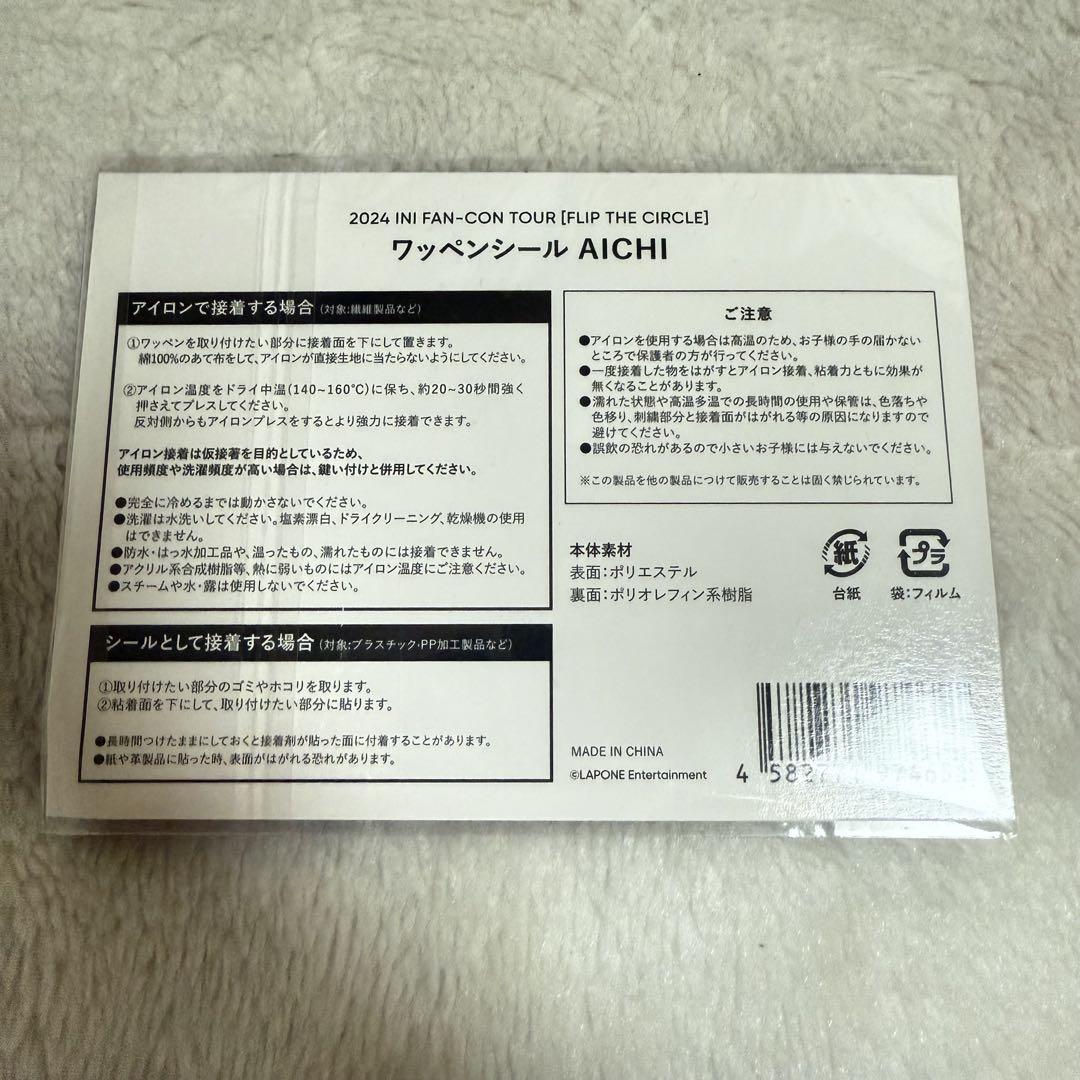 2024 INI FAN-CON TOUR [FLIP THE CIRCLE]
ワッペンシール AICHI
アイロンで接着する場合 (対象:繊維製品など)
①ワッペンを取り付けたい部分に接着面を下にして置きます。
綿100%のあて布をして、アイロンが直接生地に当たらないようにしてください。
②アイロン温度をドライ中温(140~160℃)に保ち、約20~30秒間強く
押さえてプレスしてください。
反対側からもアイロンプレスをするとより強力に接着できます。
アイロン接着は仮接著を目的としているため、
使用頻度や洗濯頻度が高い場合は、鍵い付けと併用してください。
●完全に冷めるまでは動かさないでください。
●洗濯は水洗いしてください。塩素漂白、ドライクリーニング、乾燥機の使用
はできません。
●防水・はっ水加工品や、温ったもの、濡れたものには接着できません。
●アクリル系合成樹脂等、熱に弱いものにはアイロン温度にご注意ください。
●スチームや水・露は使用しないでください。
シールとして接着する場合 (対象:プラスチック・PP加工製品など)
①取り付けたい部分のゴミやホコリを取ります。
②粘着面を下にして、取り付けたい部分に貼ります。
●長時間つけたままにしておくと接着剤が貼った面に付着することがあります。
●紙や革製品に貼った時、表面がはがれる恐れがあります。
ご注意
●アイロンを使用する場合は高温のため、お子様の手の届かない
ところで保護者の方が行ってください。
●一度接着した物をはがすとアイロン接着、粘着力ともに効果が
無くなることがあります。
●濡れた状態や高温多湿での長時間の使用や保管は、色落ちや
色移り、刺繍部分と接着面がはがれる等の原因になりますので
避けてください。
●誤飲の恐れがあるので小さいお子様には与えないでください。
※この製品を他の製品につけて販売することは固く禁じられています。
本体素材
表面:ポリエステル
裏面:ポリオレフィン系樹脂
紙
台紙
プラ
袋:フィルム
MADE IN CHINA
©LAPONE Entertainment
4